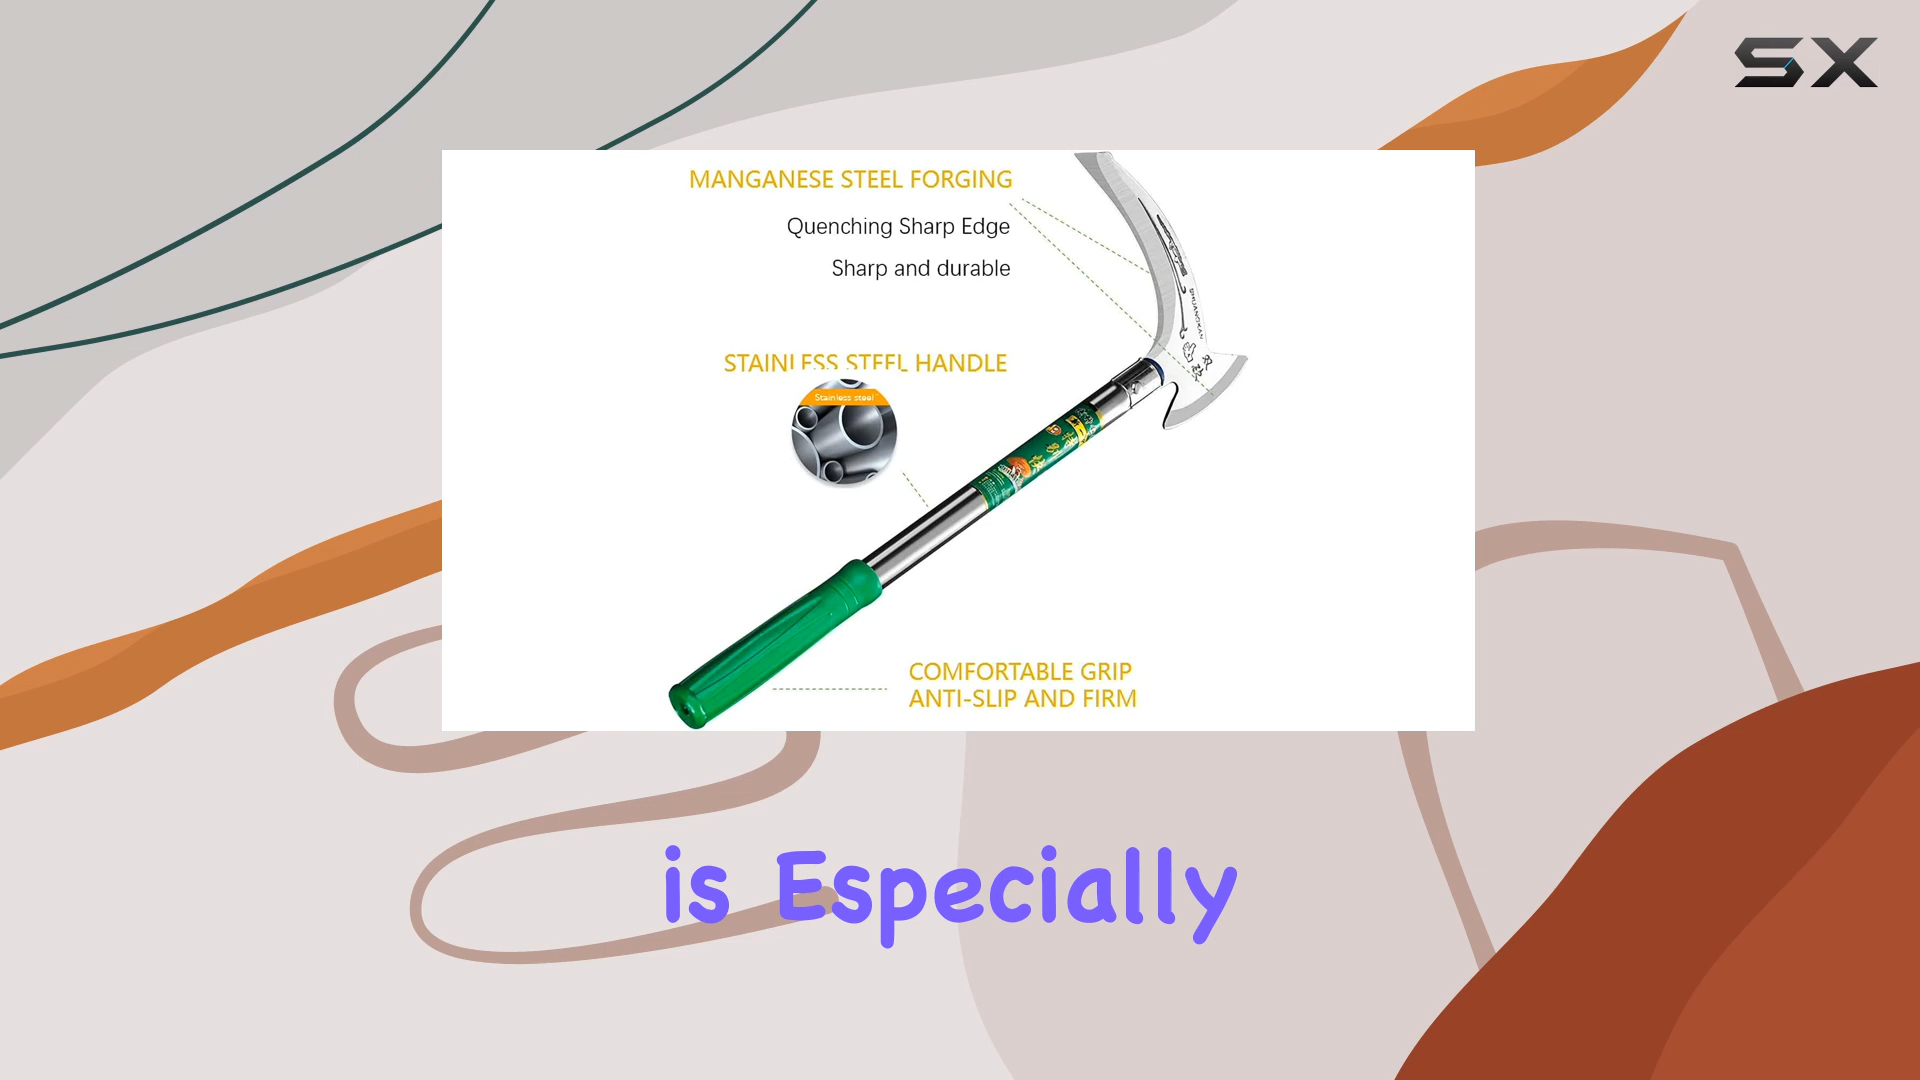 SX
MANGANESE STEEL FORGING
Quenching Sharp Edge
Sharp and durable
SHUANGKAN
STAINLESS STEEL HANDLE
Stainless steel
COMFORTABLE GRIP
ANTI-SLIP AND FIRM
is Especially